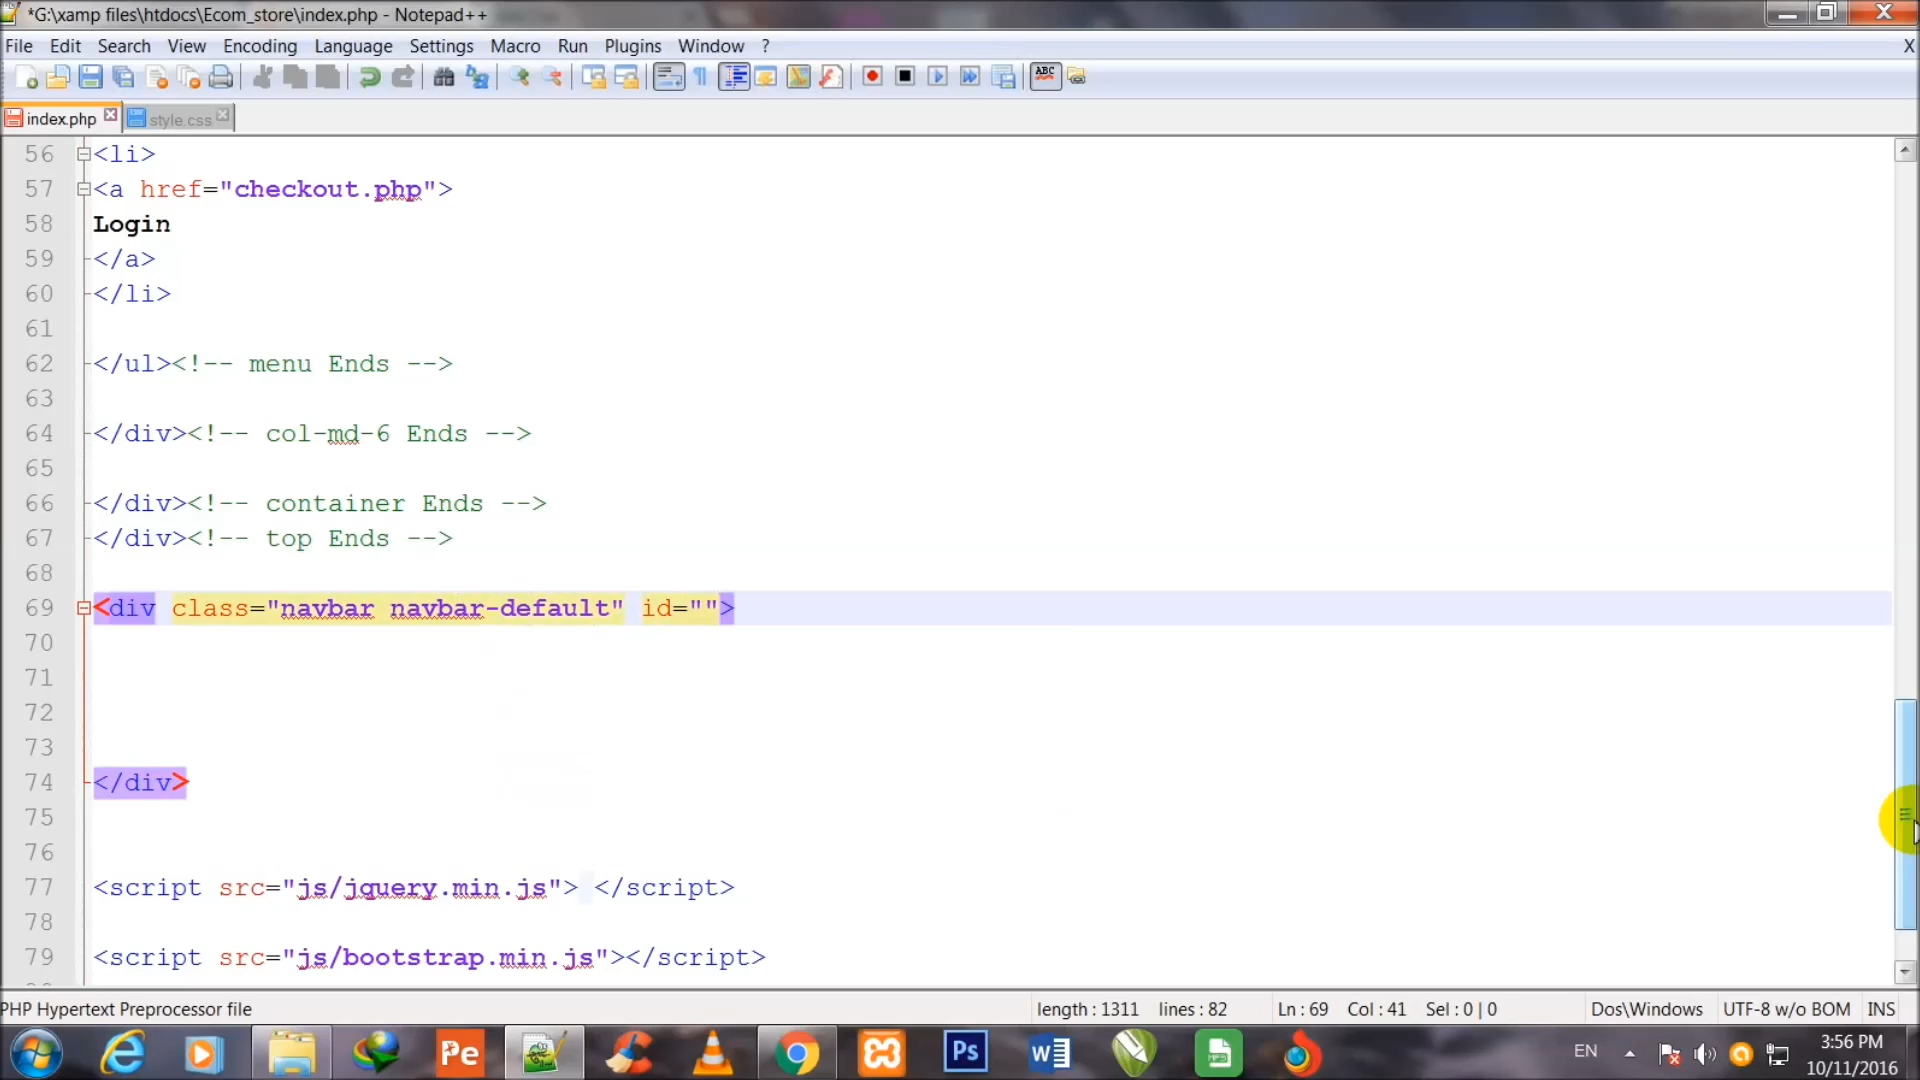 *G:\xamp files\htdocs\Ecom_store\index.php - Notepad++
File Edit Search View Encoding Language Settings Macro Run Plugins Window ? X
ABC
index.php style.css
56 <li>
57 <a href="checkout.php">
58 Login
59 </a>
60 </li>
61
62 </ul><!-- menu Ends -->
63
64 </div><!-- col-md-6 Ends -->
65
66 </div><!-- container Ends -->
67 </div><!-- top Ends -->
68
69 <div class="navbar navbar-default" id="">
70
71
72
73
74 </div>
75
76
77 <script src="js/jquery.min.js"> </script>
78
79 <script src="js/bootstrap.min.js"></script>
PHP Hypertext Preprocessor file length : 1311 lines : 82 Ln : 69 Col : 41 Sel : 0 | 0 Dos\Windows UTF-8 w/o BOM INS
Pe Ps W EN 3:56 PM
10/11/2016